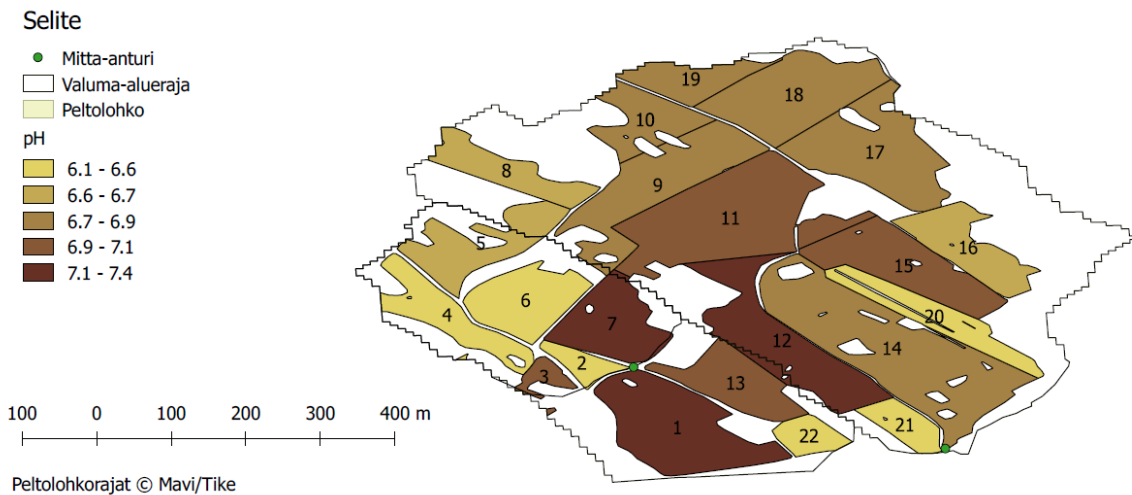 Selite
Mitta-anturi
Valuma-alueraja
Peltolohko
pH
6.1 - 6.6
6.6 - 6.7
6.7 - 6.9
6.9 - 7.1
7.1 - 7.4
19
18
10
17
8
9
11
5
16
15
6
4
20
7
12
14
2
3
13
1
21
22
100 0 100 200 300 400 m
Peltolohkorajat © Mavi/Tike